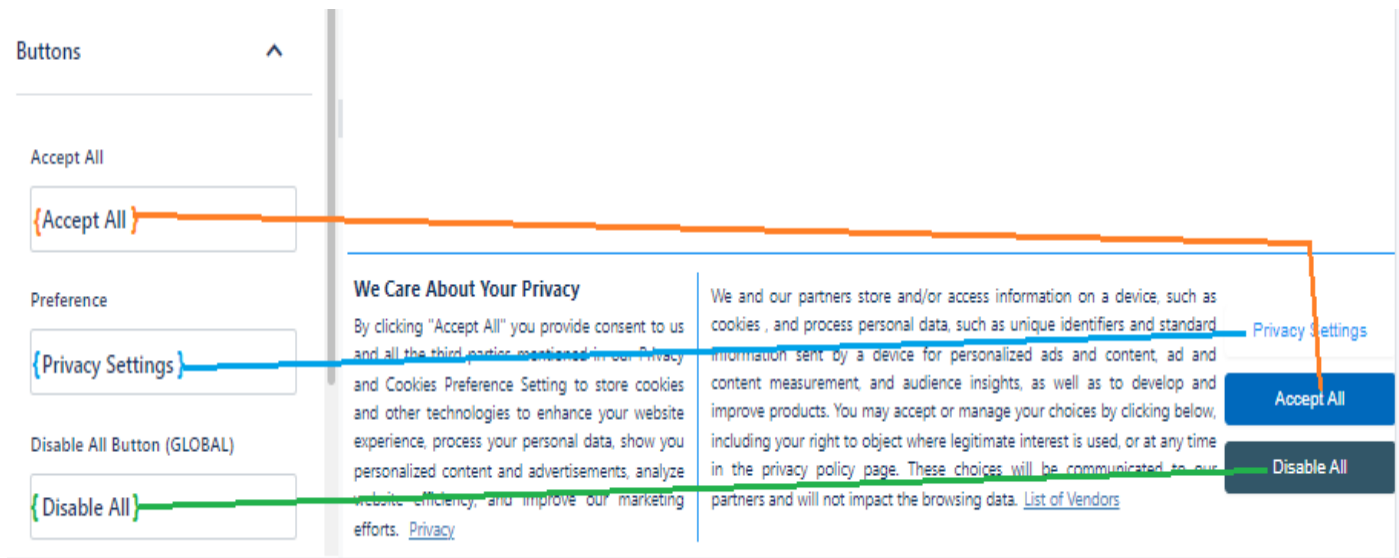 Buttons
Accept All
{Accept All }
Preference
{Privacy Settings }
Disable All Button (GLOBAL)
{ Disable All }
We Care About Your Privacy
By clicking "Accept All" you provide consent to us
and all the third parties mentioned in our Privacy
and Cookies Preference Setting to store cookies
and other technologies to enhance your website
experience, process your personal data, show you
personalized content and advertisements, analyze
website efficiency, and improve our marketing
efforts. Privacy
We and our partners store and/or access information on a device, such as
cookies , and process personal data, such as unique identifiers and standard
information sent by a device for personalized ads and content, ad and
content measurement, and audience insights, as well as to develop and
improve products. You may accept or manage your choices by clicking below,
including your right to object where legitimate interest is used, or at any time
in the privacy policy page. These choices will be communicated to our
partners and will not impact the browsing data. List of Vendors
Privacy Settings
Accept All
Disable All